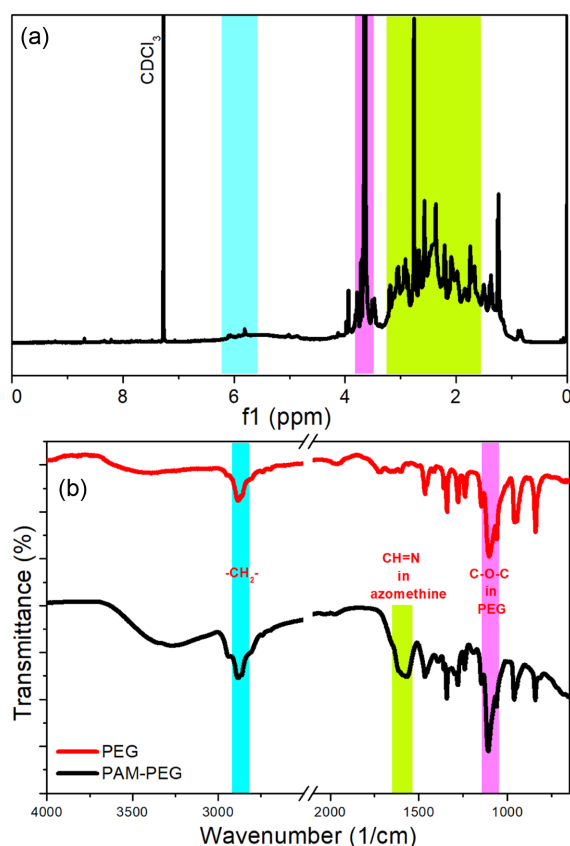 (a)
CDCl₃
0 8 6 4 2 0
f1 (ppm)
(b)
Transmittance (%)
-CH₂-
CH=N
in
azomethine
C-O-C
in
PEG
PEG
PAM-PEG
4000 3500 3000 2000 1500 1000
Wavenumber (1/cm)